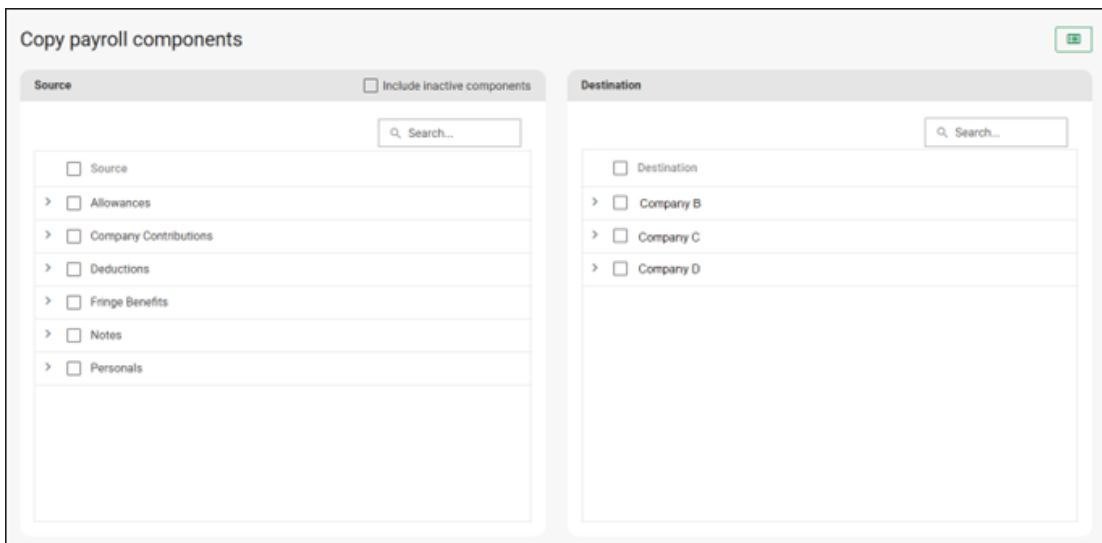 Copy payroll components
Source
Include inactive components
Search...
Source
Allowances
Company Contributions
Deductions
Fringe Benefits
Notes
Personals
Destination
Search...
Destination
Company B
Company C
Company D